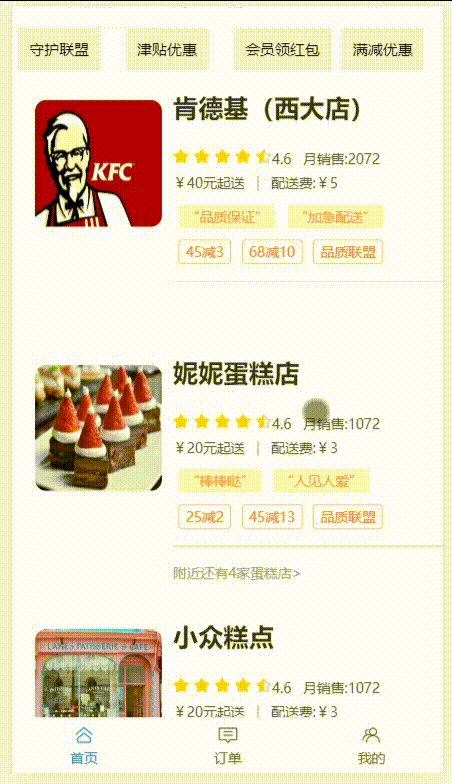 守护联盟 津贴优惠 会员领红包 满减优惠
肯德基（西大店）
KFC
4.6 月销售:2072
￥40元起送 | 配送费:￥5
“品质保证” “加急配送”
45减3 68减10 品质联盟
妮妮蛋糕店
4.6 月销售:1072
￥20元起送 | 配送费:￥3
“棒棒哒” “人见人爱”
25减2 45减13 品质联盟
附近还有4家蛋糕店>
小众糕点
4.6 月销售:1072
￥20元起送 | 配送费:￥3
首页 订单 我的